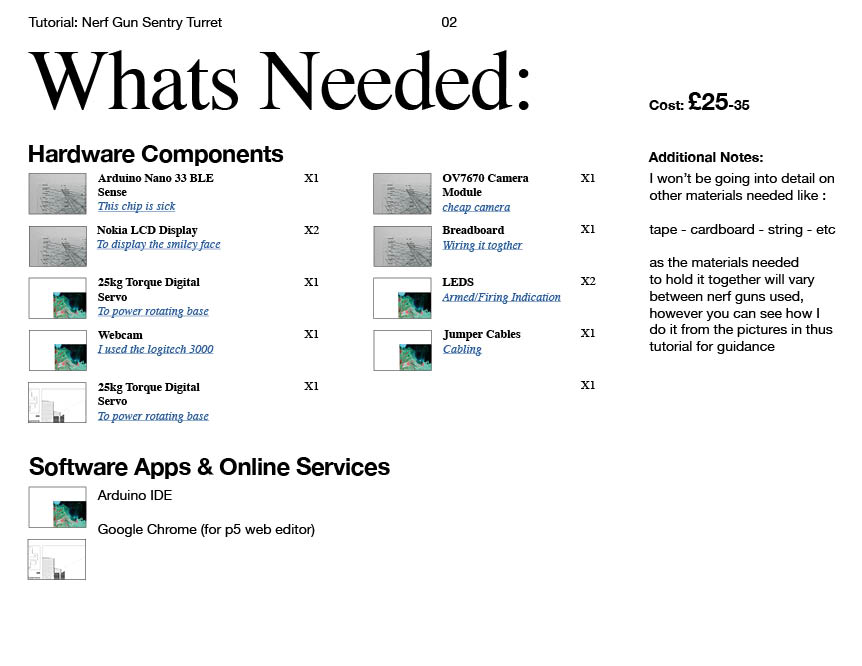 Tutorial: Nerf Gun Sentry Turret
02
Whats Needed:
Cost: £25-35
Hardware Components
Arduino Nano 33 BLE
Sense
This chip is sick
X1
Nokia LCD Display
To display the smiley face
X2
25kg Torque Digital
Servo
To power rotating base
X1
Webcam
I used the logitech 3000
X1
25kg Torque Digital
Servo
To power rotating base
X1
OV7670 Camera
Module
cheap camera
X1
Breadboard
Wiring it togther
X1
LEDS
Armed/Firing Indication
X2
Jumper Cables
Cabling
X1
X1
Additional Notes:
I won’t be going into detail on
other materials needed like :
tape - cardboard - string - etc
as the materials needed
to hold it together will vary
between nerf guns used,
however you can see how I
do it from the pictures in thus
tutorial for guidance
Software Apps & Online Services
Arduino IDE
Google Chrome (for p5 web editor)